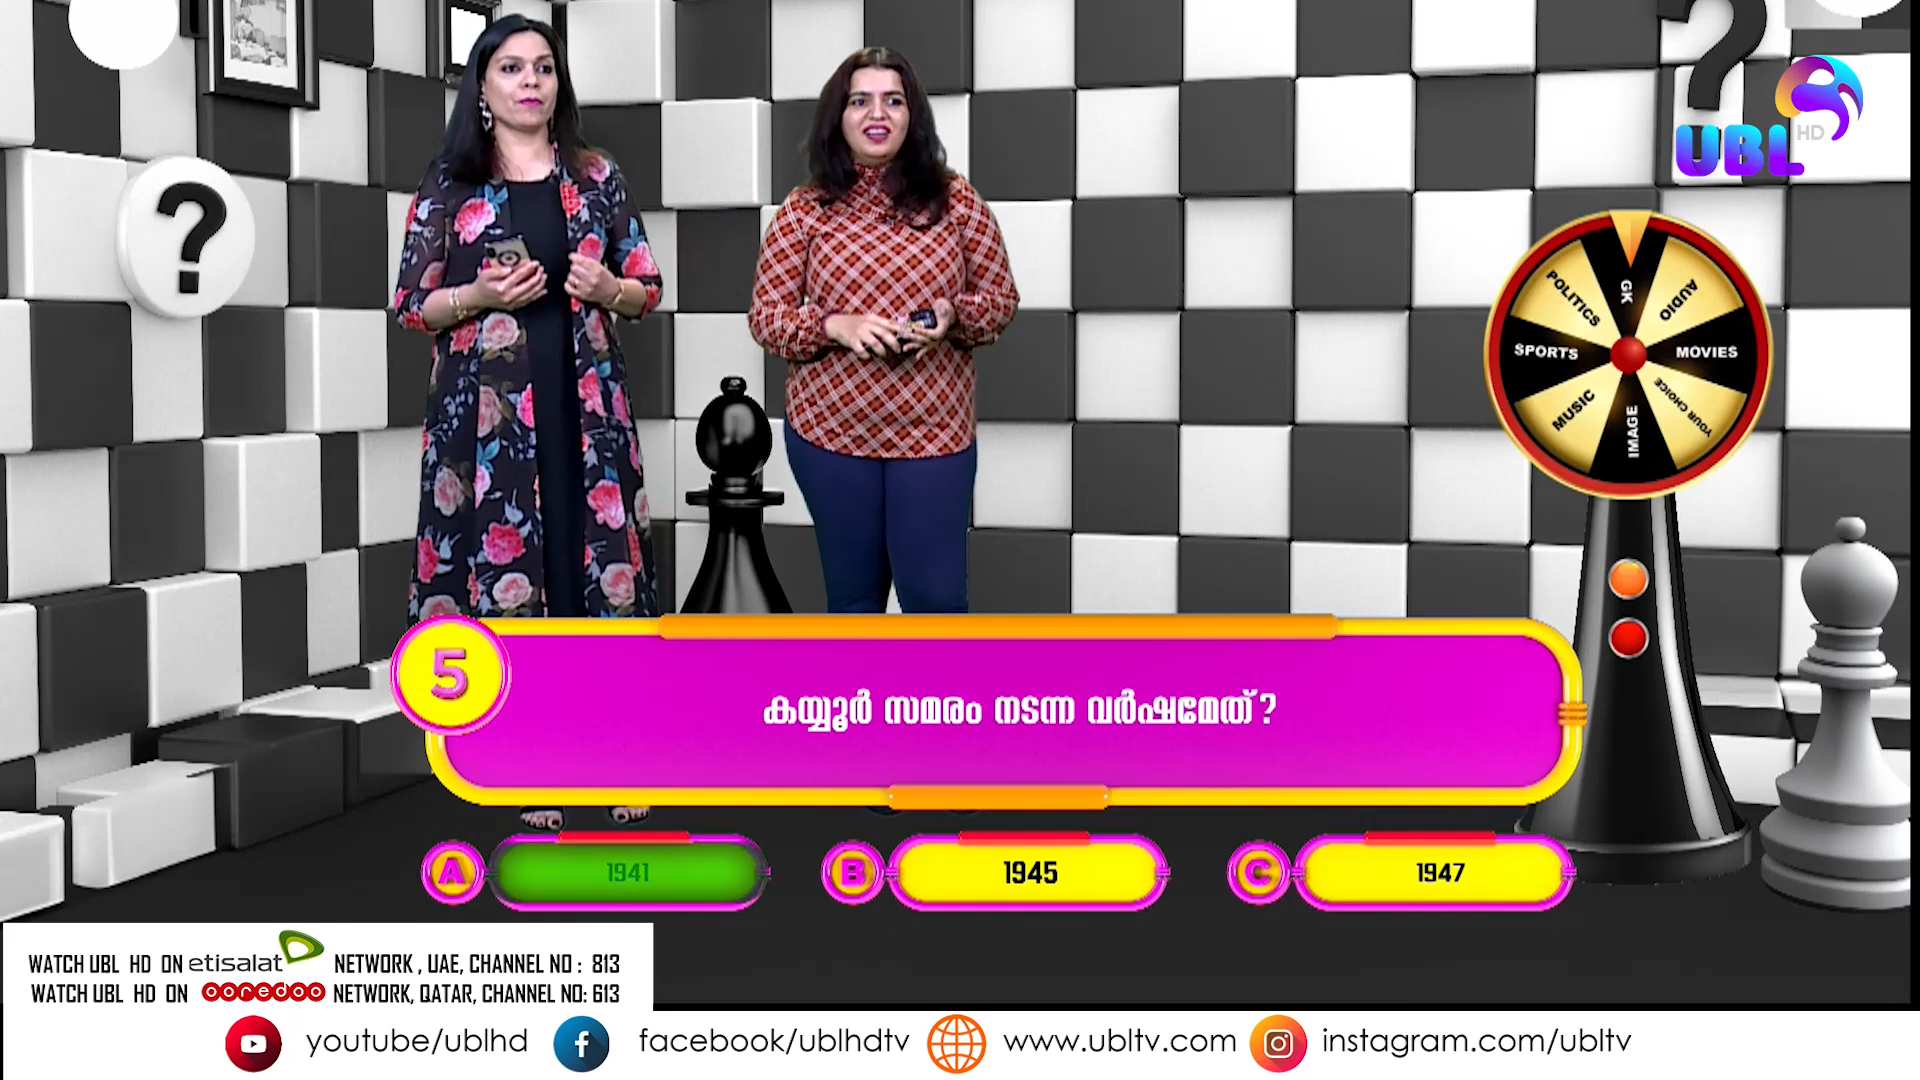 UBL HD
POLITICS
GK
AUDIO
SPORTS
MOVIES
MUSIC
IMAGE
YOUR CHOICE
5
കയ്യൂർ സമരം നടന്ന വർഷമേത്?
A 1941
B 1945
C 1947
WATCH UBL HD ON etisalat NETWORK , UAE, CHANNEL NO : 813
WATCH UBL HD ON ooredoo NETWORK, QATAR, CHANNEL NO: 613
youtube/ublhd facebook/ublhdtv www.ubltv.com instagram.com/ubltv